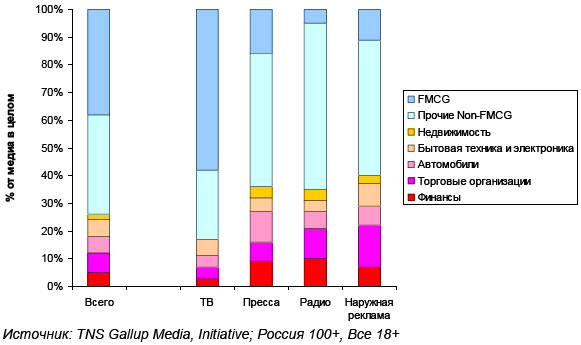 100%
90%
80%
70%
60%
50%
40%
30%
20%
10%
0%
% от медиа в целом
Всего
ТВ
Пресса
Радио
Наружная
реклама
FMCG
Прочие Non-FMCG
Недвижимость
Бытовая техника и электроника
Автомобили
Торговые организации
Финансы
Источник: TNS Gallup Media, Initiative; Россия 100+, Все 18+